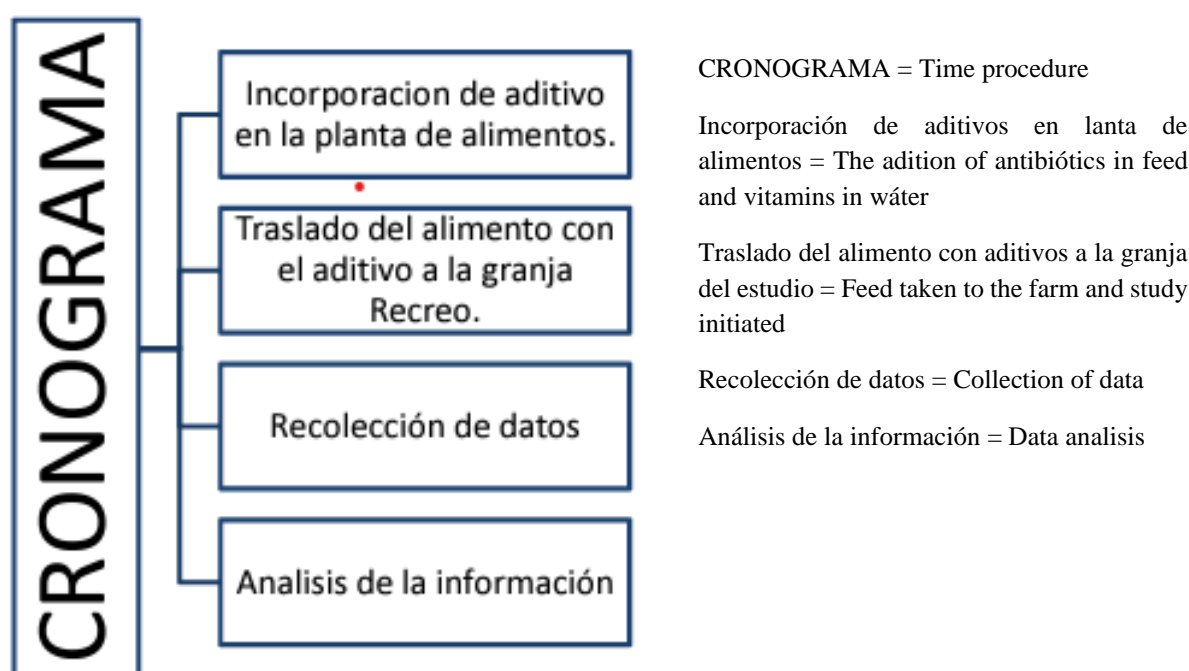 CRONOGRAMA
Incorporacion de aditivo
en la planta de alimentos.
Traslado del alimento con
el aditivo a la granja
Recreo.
Recolección de datos
Analisis de la información
CRONOGRAMA = Time procedure
Incorporación de aditivos en lanta de
alimentos = The adition of antibiótics in feed
and vitamins in wáter
Traslado del alimento con aditivos a la granja
del estudio = Feed taken to the farm and study
initiated
Recolección de datos = Collection of data
Análisis de la información = Data analisis